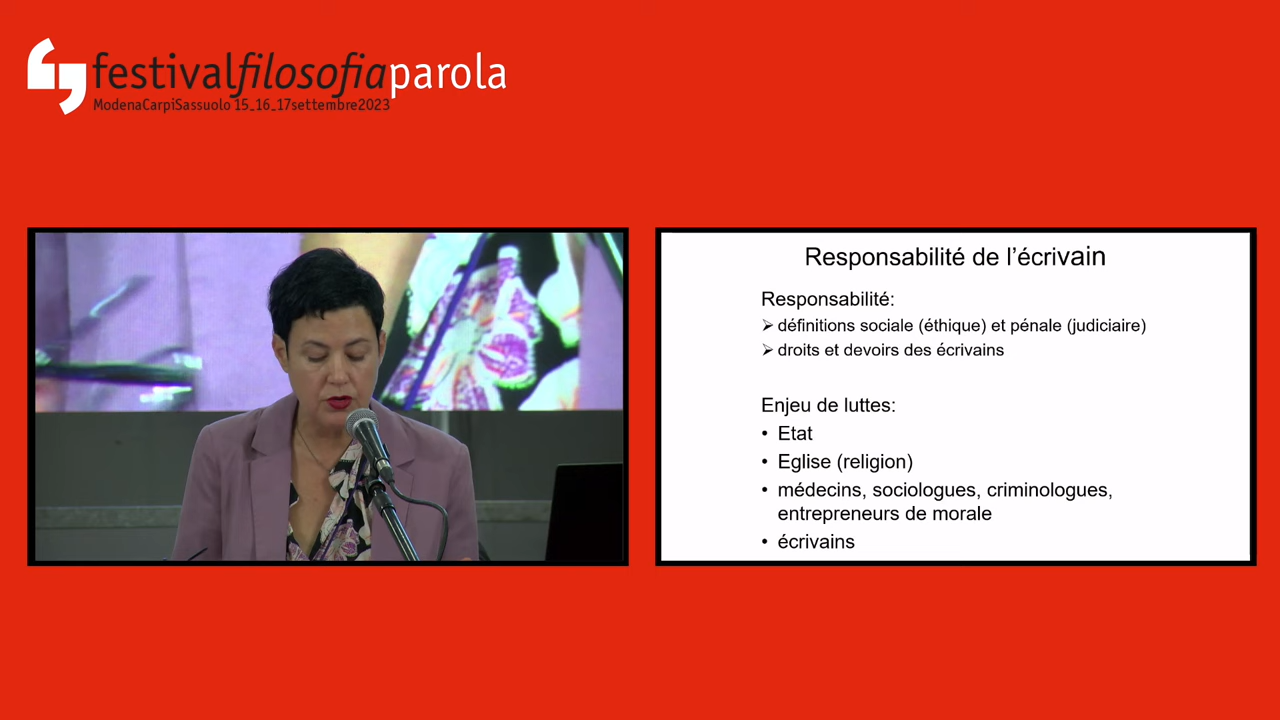 festivalfilosofiaparola
ModenaCarpiSassuolo 15_16_17settembre2023
Responsabilité de l'écrivain
Responsabilité:
➢ définitions sociale (éthique) et pénale (judiciaire)
➢ droits et devoirs des écrivains
Enjeu de luttes:
• Etat
• Eglise (religion)
• médecins, sociologues, criminologues,
entrepreneurs de morale
• écrivains